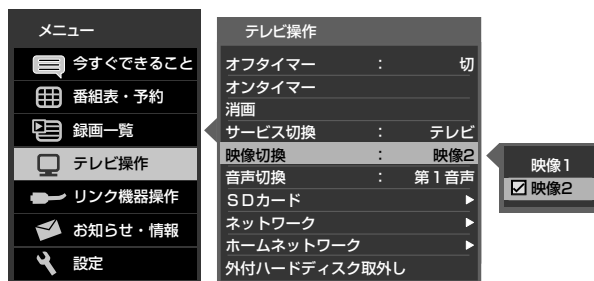 メニュー
今すぐできること
番組表・予約
録画一覧
テレビ操作
リンク機器操作
お知らせ・情報
設定
テレビ操作
オフタイマー : 切
オンタイマー
消画
サービス切換 : テレビ
映像切換 : 映像2
音声切換 : 第1音声
SDカード
ネットワーク
ホームネットワーク
外付ハードディスク取外し
映像1
映像2